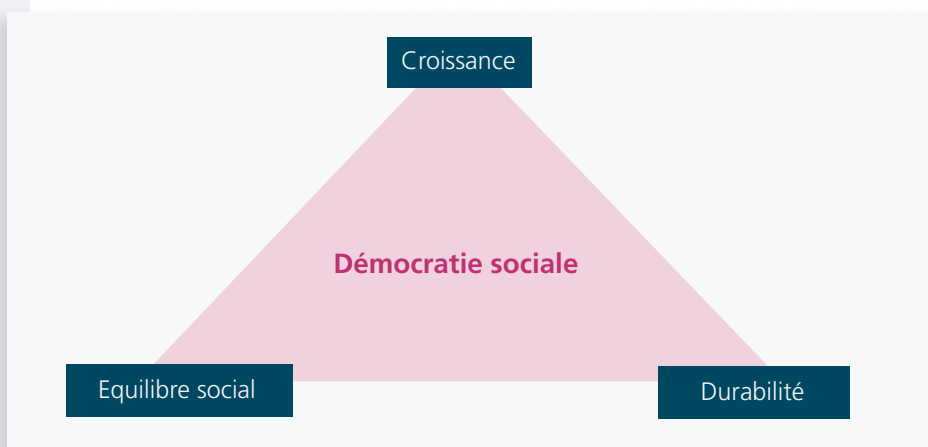 Croissance
Démocratie sociale
Equilibre social
Durabilité